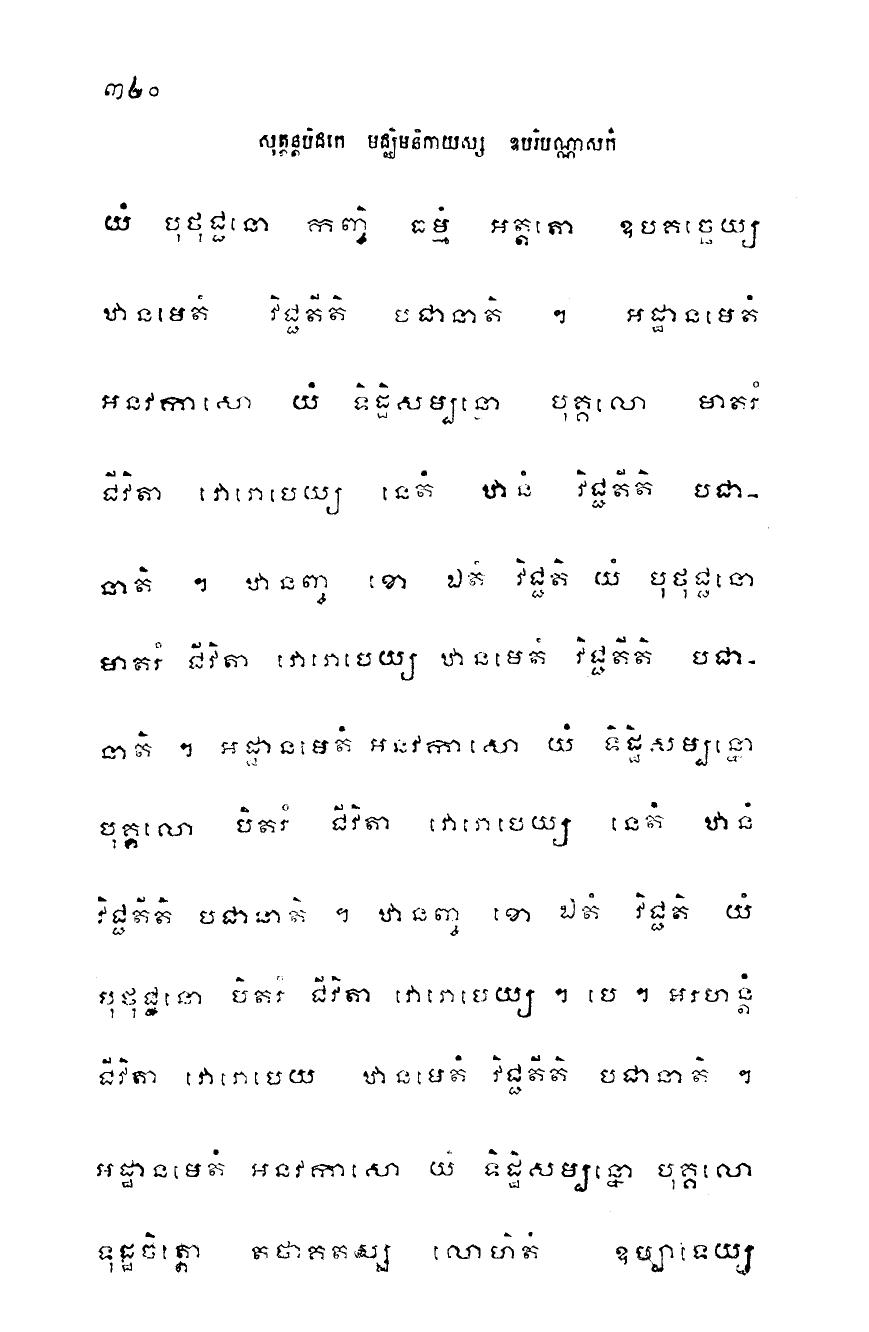 ៣៤០
សុត្តន្តបិដកេ មជ្ឈិមនិកាយស្ស ឧបរិបណ្ណាសកំ
យំ បុថុជ្ជនោ កញ្ចិ ធម្មំ អត្តតោ ឧបគច្ឆេយ្យ
ឋានមេតំ វិជ្ជតីតិ បជានាតិ ។ អដ្ឋានមេតំ
អនវកាសោ យំ ទិដ្ឋិសម្បន្នោ បុគ្គលោ មាតរំ
ជីវិតា វោរោបេយ្យ នេតំ ឋានំ វិជ្ជតីតិ បជា-
នាតិ ។ ឋានញ្ច ខោ ឯតំ វិជ្ជតិ យំ បុថុជ្ជនោ
មាតរំ ជីវិតា វោរោបេយ្យ ឋានមេតំ វិជ្ជតីតិ បជា-
នាតិ ។ អដ្ឋានមេតំ អនវកាសោ យំ ទិដ្ឋិសម្បន្នោ
បុគ្គលោ បិតរំ ជីវិតា វោរោបេយ្យ នេតំ ឋានំ
វិជ្ជតីតិ បជានាតិ ។ ឋានញ្ច ខោ ឯតំ វិជ្ជតិ យំ
បុថុជ្ជនោ បិតរំ ជីវិតា វោរោបេយ្យ ។ បេ ។ អរហន្តំ
ជីវិតា វោរោបេយ ឋានមេតំ វិជ្ជតីតិ បជានាតិ ។
អដ្ឋានមេតំ អនវកាសោ យំ ទិដ្ឋិសម្បន្នោ បុគ្គលោ
ទុដ្ឋចិត្តោ តថាគតស្ស លោហិតំ ឧប្បាទេយ្យ